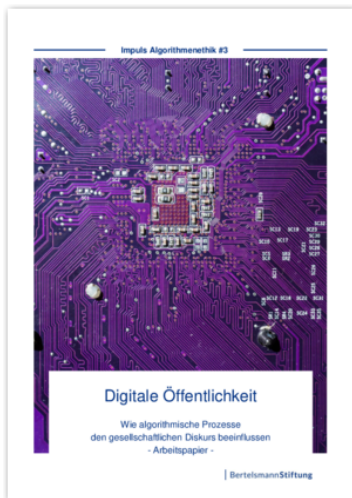 Impuls Algorithmenethik #3
Digitale Öffentlichkeit
Wie algorithmische Prozesse
den gesellschaftlichen Diskurs beeinflussen
- Arbeitspapier -
BertelsmannStiftung